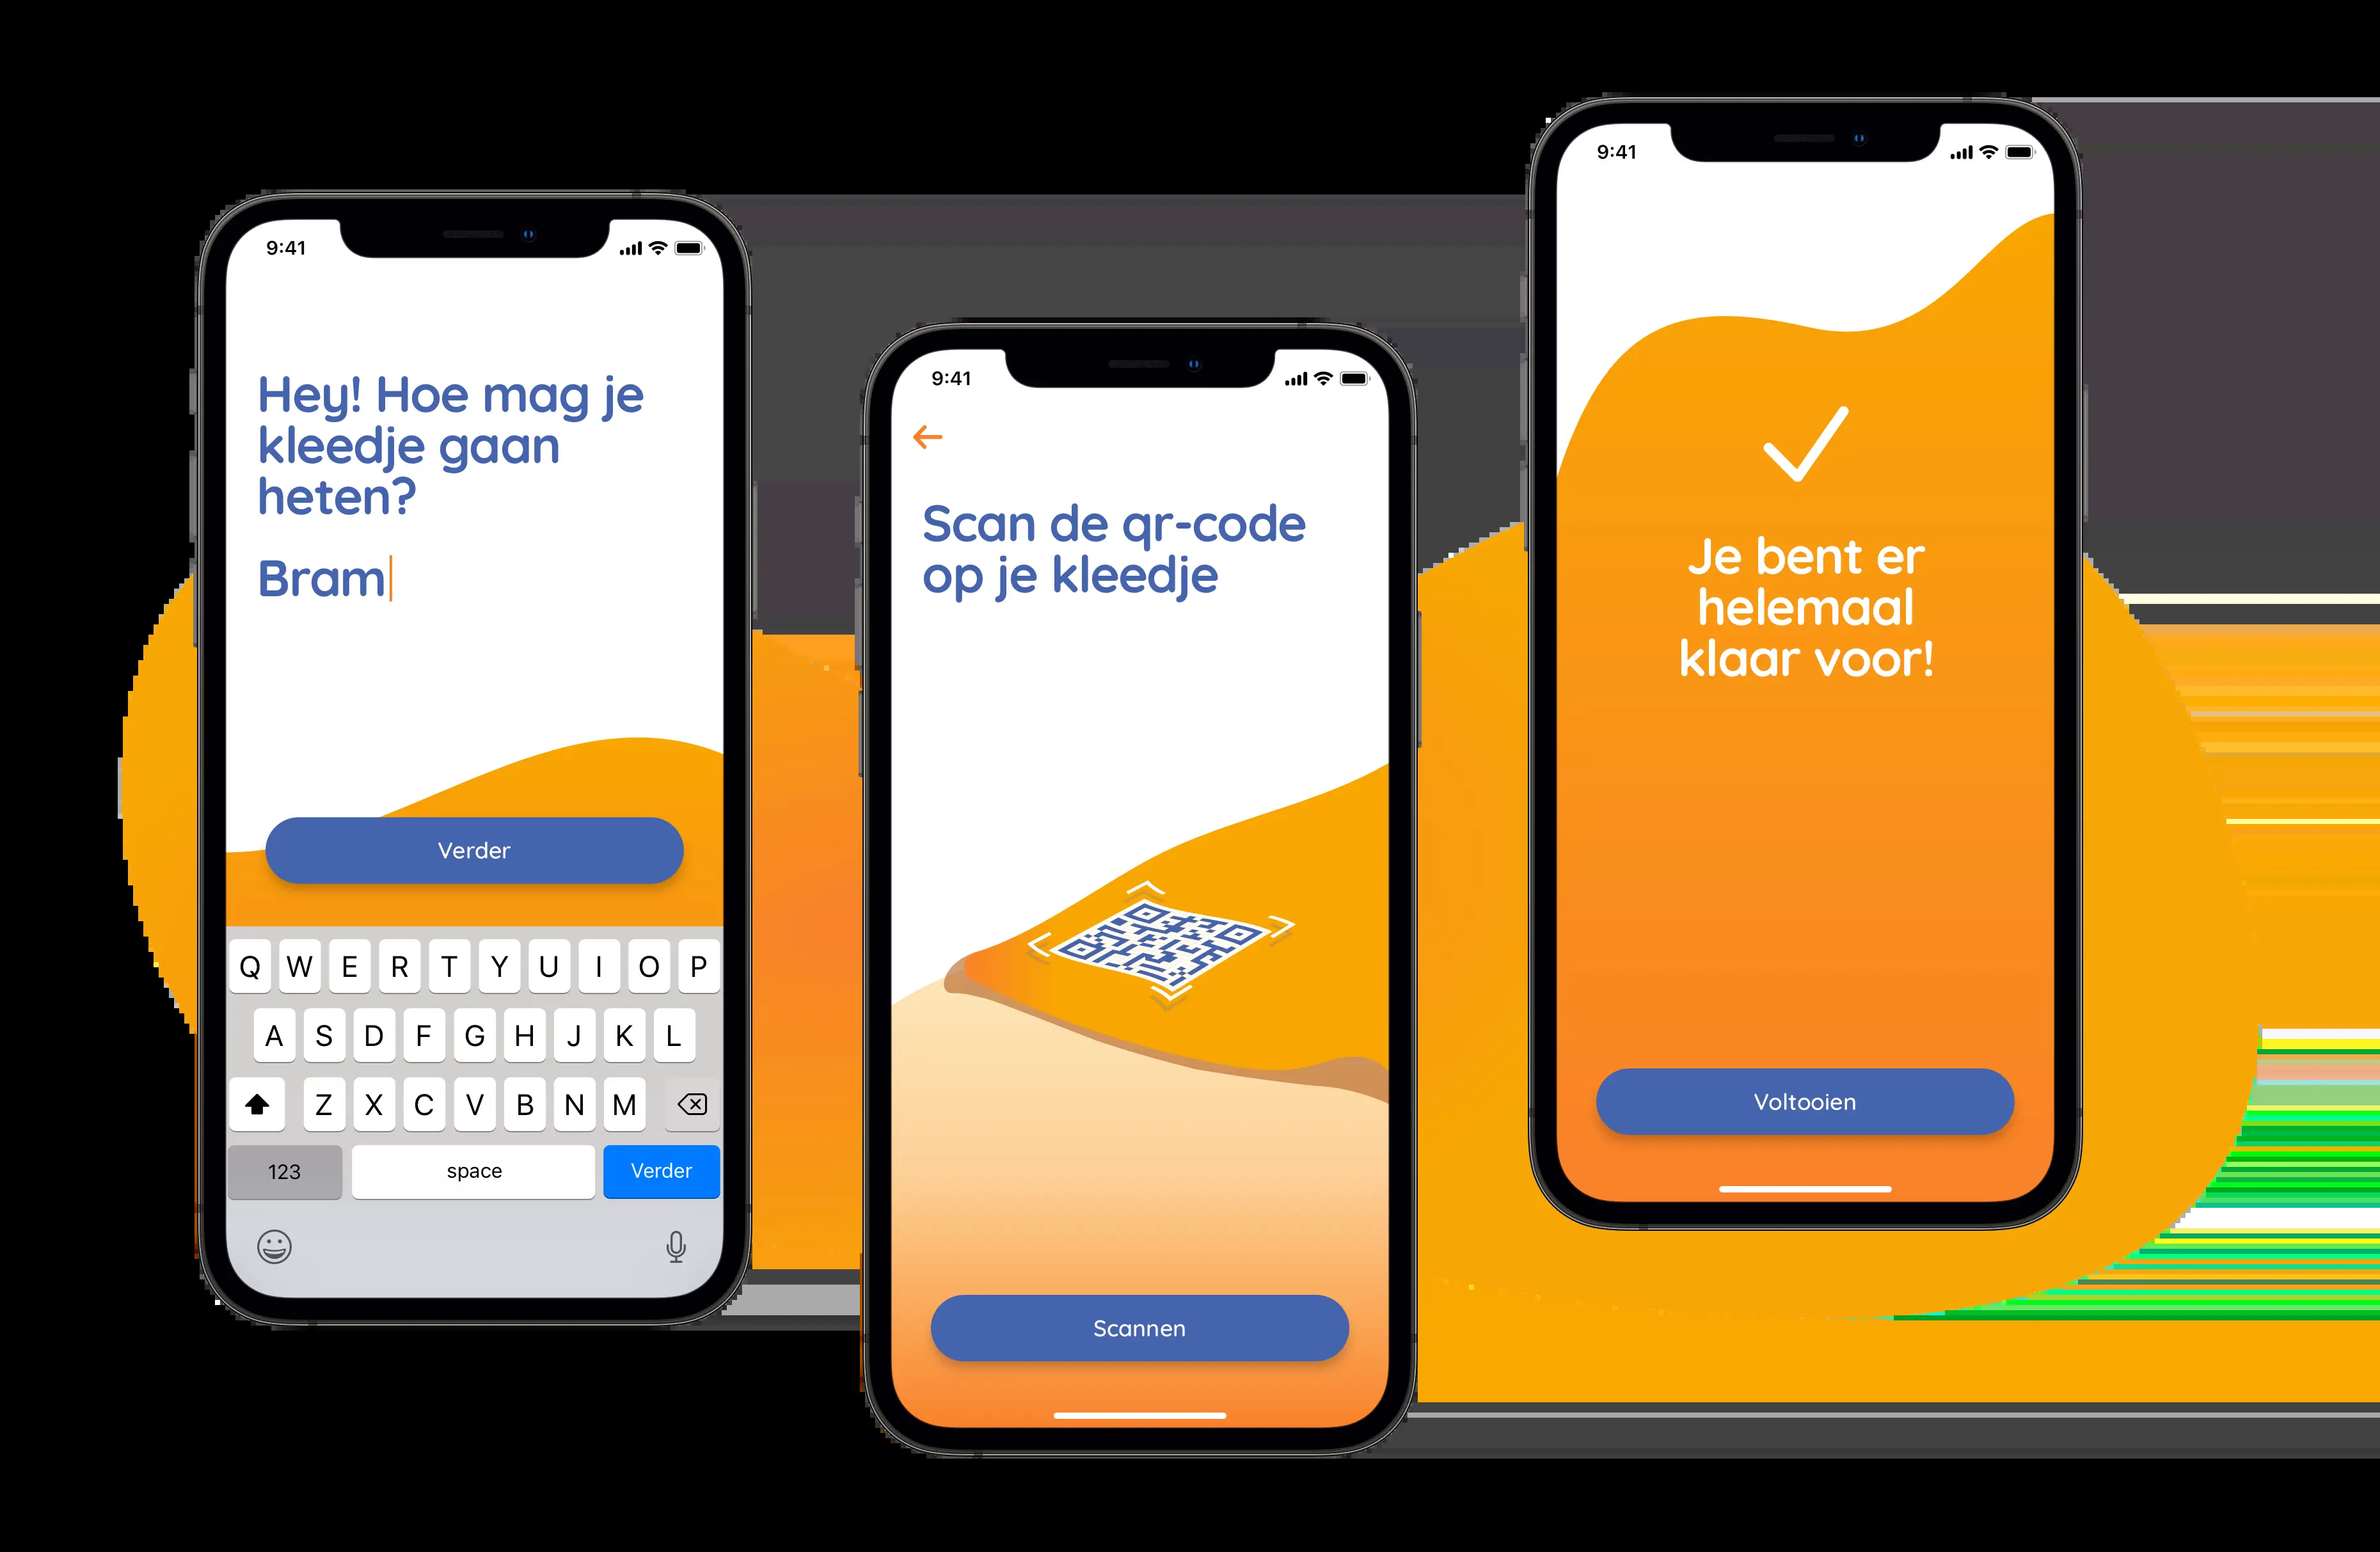 9:41
Hey! Hoe mag je
kleedje gaan
heten?
Bram
Verder
Q W E R T Y U I O P
A S D F G H J K L
Z X C V B N M
123 space Verder
9:41
Scan de qr-code
op je kleedje
Scannen
9:41
Je bent er
helemaal
klaar voor!
Voltooien